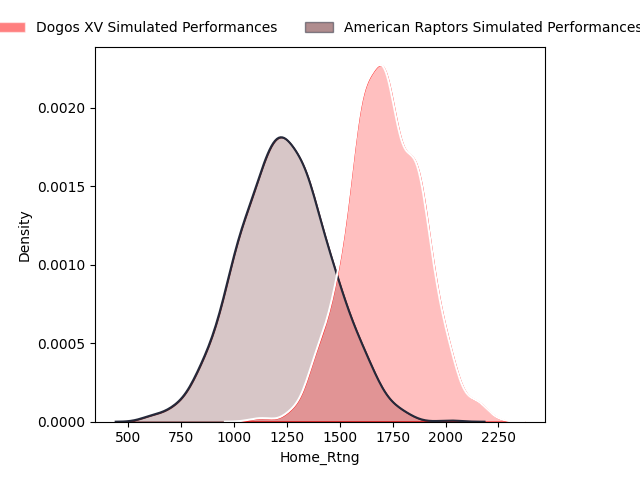 Dogos XV Simulated Performances
American Raptors Simulated Performances
0.0020
0.0015
0.0010
0.0005
0.0000
Density
500 750 1000 1250 1500 1750 2000 2250
Home_Rtng